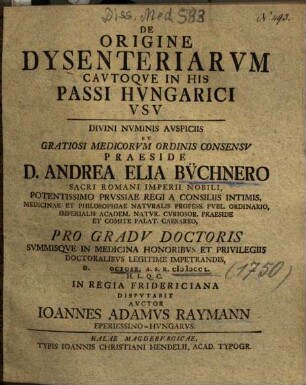 Diss. Med 583
N. 493.
DE
ORIGINE
DYSENTERIARVM
CAVTOQVE IN HIS
PASSI HVNGARICI
VSV
DIVINI NVMINIS AVSPICIIS
ET
GRATIOSI MEDICORVM ORDINIS CONSENSV
PRAESIDE
D. ANDREA ELIA BÜCHNERO
SACRI ROMANI IMPERII NOBILI,
POTENTISSIMO PRVSSIAE REGI A CONSILIIS INTIMIS,
MEDICINAE ET PHILOSOPHIAE NATVRALIS PROFESS. PVBL. ORDINARIO,
IMPERIALIS ACADEM. NATVR. CVRIOSOR. PRAESIDE
ET COMITE PALAT. CAESAREO,
PRO GRADV DOCTORIS
SVMMISQVE IN MEDICINA HONORIBVS ET PRIVILEGIIS
DOCTORALIBVS LEGITIME IMPETRANDIS,
D. OCTOBR. A. R. S. cIɔIɔccL.
H. L. Q. C.
(1750)
IN REGIA FRIDERICIANA
DISPVTABIT
AVCTOR
IOANNES ADAMVS RAYMANN
EPERIESSINO-HVNGARVS.
HALAE MAGDEBVRGICAE,
TYPIS IOANNIS CHRISTIANI HENDELII, ACAD. TYPOGR.